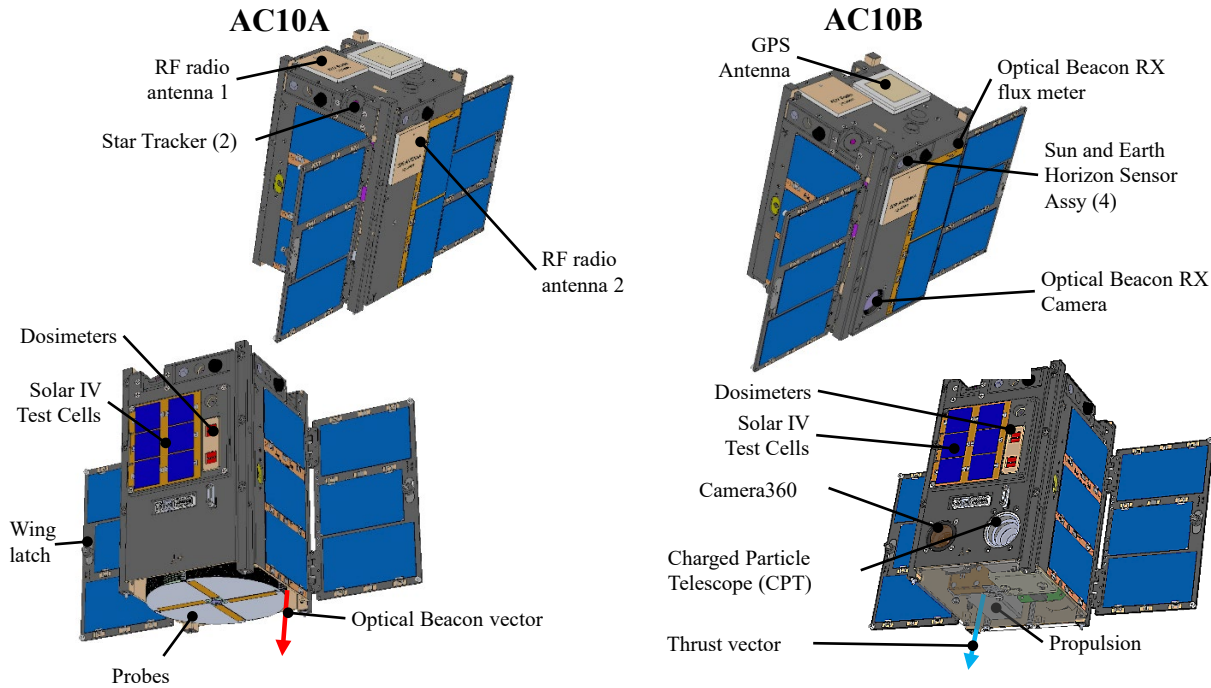 AC10A
RF radio
antenna 1
Star Tracker (2)
RF radio
antenna 2
Dosimeters
Solar IV
Test Cells
Wing
latch
Optical Beacon vector
Probes
AC10B
GPS
Antenna
Optical Beacon RX
flux meter
Sun and Earth
Horizon Sensor
Assy (4)
Optical Beacon RX
Camera
Dosimeters
Solar IV
Test Cells
Camera360
Charged Particle
Telescope (CPT)
Thrust vector
Propulsion